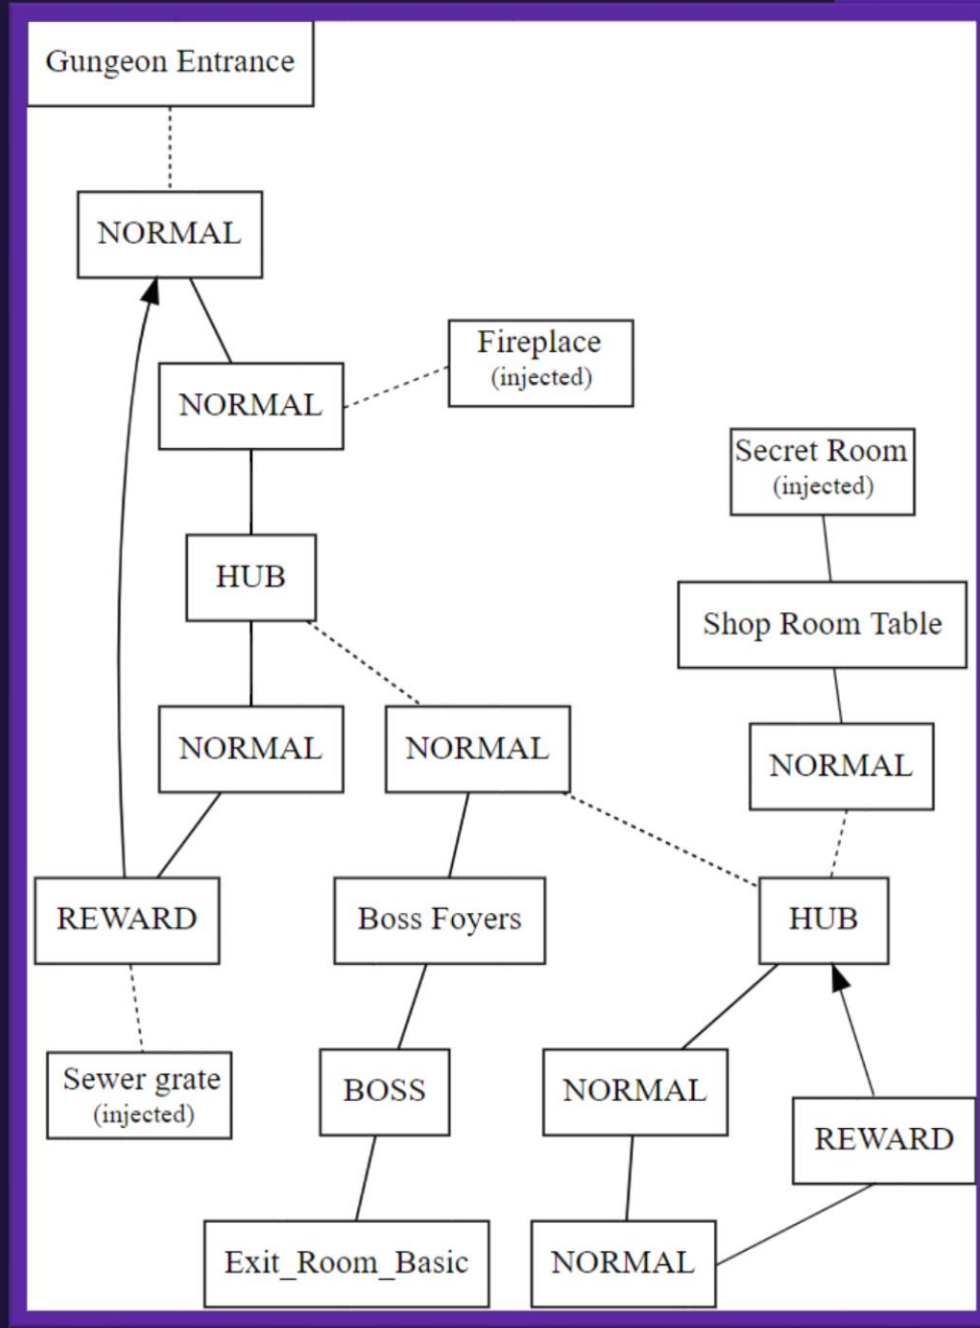 Gungeon Entrance
NORMAL
Fireplace
(injected)
NORMAL
Secret Room
(injected)
HUB
Shop Room Table
NORMAL
NORMAL
NORMAL
REWARD
Boss Foyers
HUB
Sewer grate
(injected)
BOSS
NORMAL
REWARD
Exit_Room_Basic
NORMAL